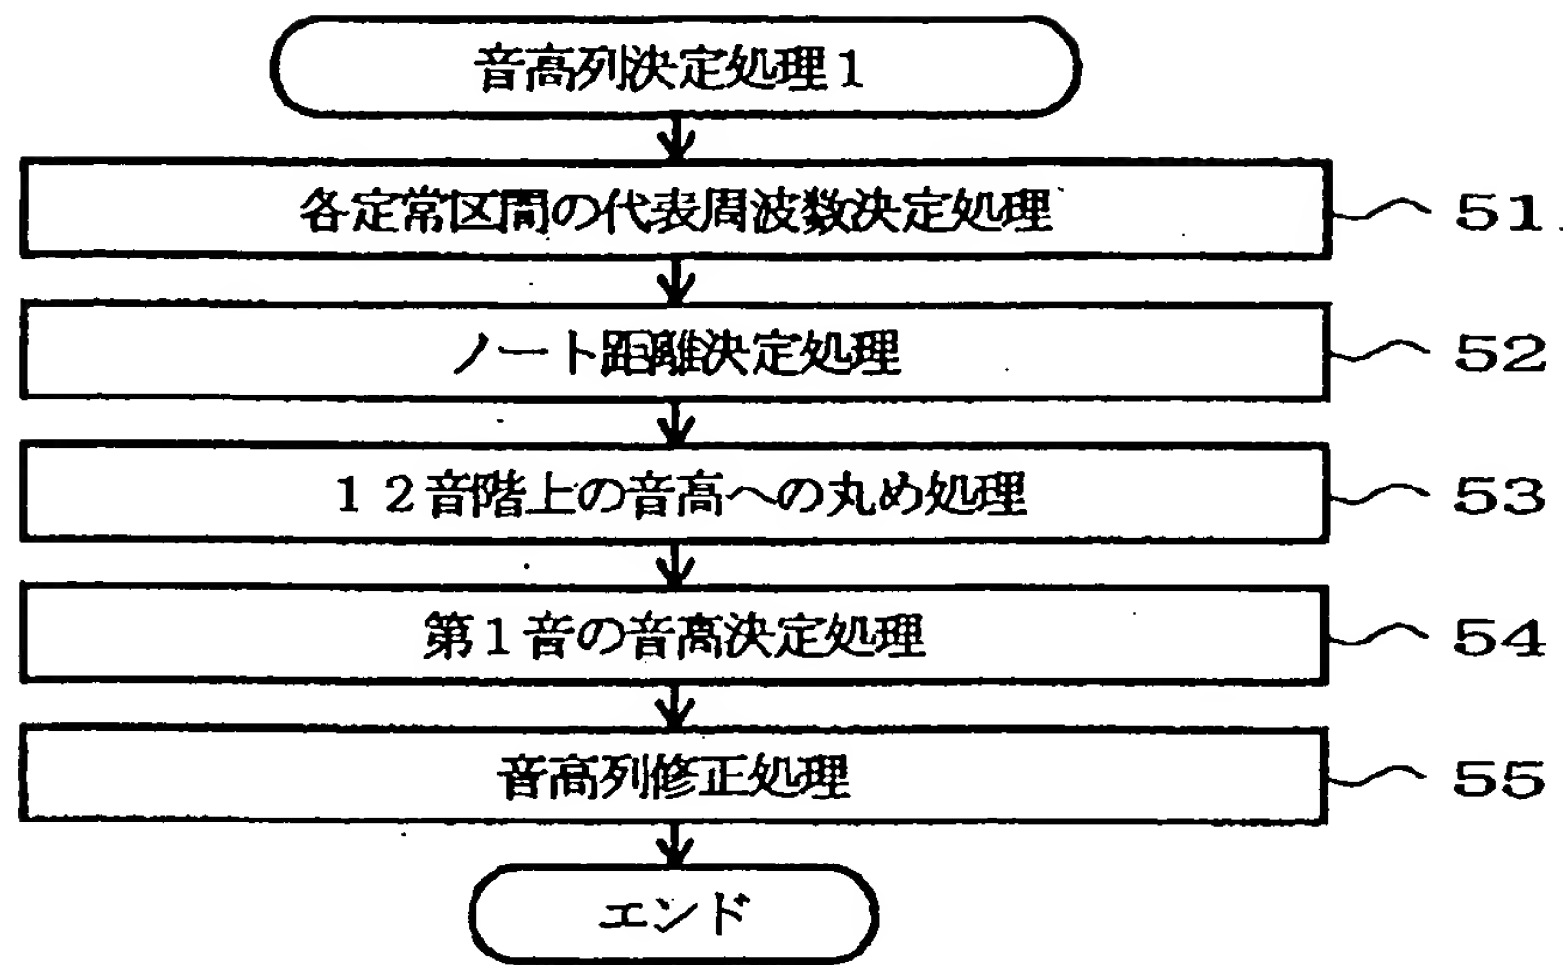 音高列決定処理1
各定常区間の代表周波数決定処理 51
ノート距離決定処理 52
12音階上の音高への丸め処理 53
第1音の音高決定処理 54
音高列修正処理 55
エンド